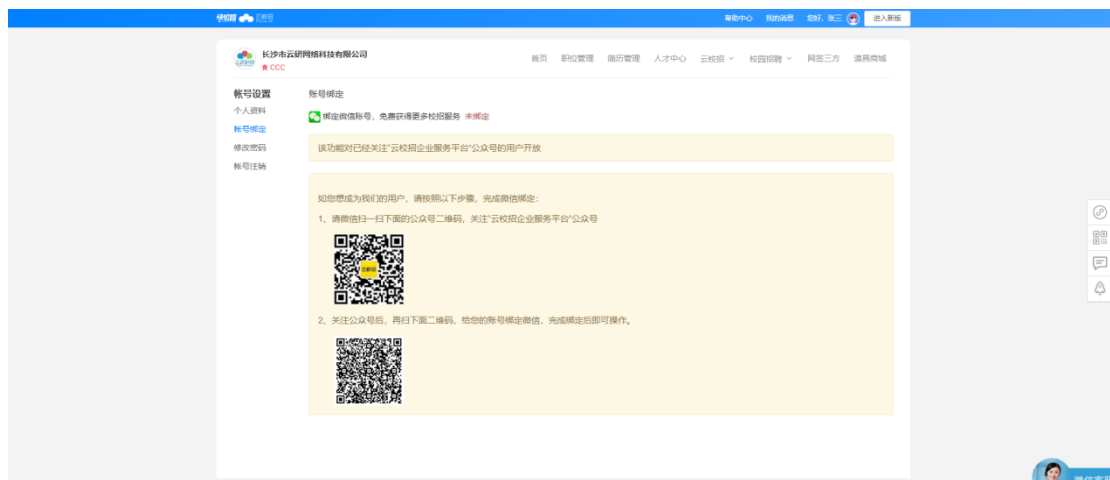 快招网 云校招
帮助中心 我的消息 您好，张三 进入新版
长沙市云研网络科技有限公司
CCC
首页 职位管理 简历管理 人才中心 云校招 校园招聘 网签三方 道具商城
帐号设置
个人资料
帐号绑定
修改密码
帐号注销
账号绑定
绑定微信账号，免费获得更多校招服务 未绑定
该功能对已经关注“云校招企业服务平台”公众号的用户开放
如您想成为我们的用户，请按照以下步骤，完成微信绑定：
1、请微信扫一扫下面的公众号二维码，关注“云校招企业服务平台”公众号
2、关注公众号后，再扫下面二维码，给您的账号绑定微信，完成绑定后即可操作。
微信客服